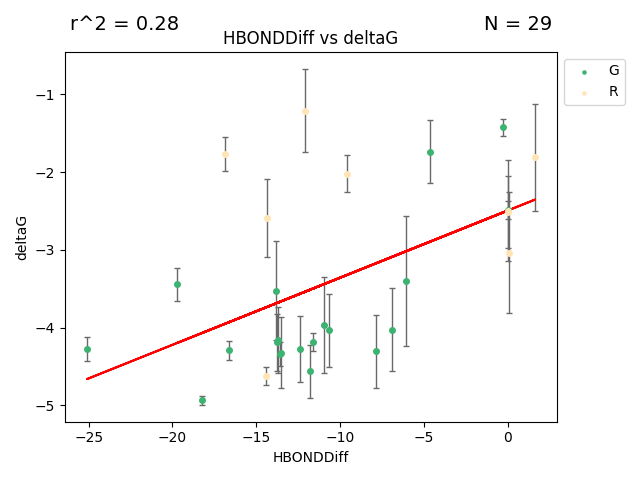 r^2 = 0.28
N = 29
HBONDDiff vs deltaG
G
R
−1
−2
−3
−4
−5
deltaG
−25
−20
−15
−10
−5
0
HBONDDiff